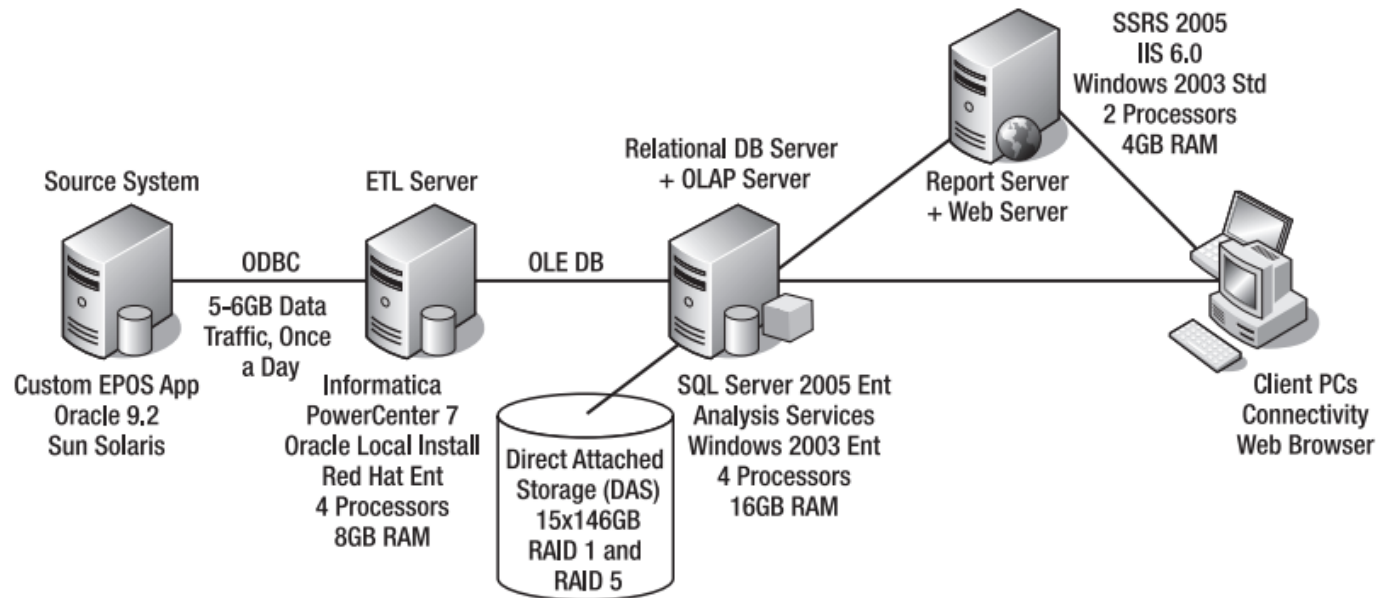 Source System
Custom EPOS App
Oracle 9.2
Sun Solaris
ODBC
5-6GB Data
Traffic, Once
a Day
ETL Server
Informatica
PowerCenter 7
Oracle Local Install
Red Hat Ent
4 Processors
8GB RAM
OLE DB
Relational DB Server
+ OLAP Server
SQL Server 2005 Ent
Analysis Services
Windows 2003 Ent
4 Processors
16GB RAM
Direct Attached
Storage (DAS)
15x146GB
RAID 1 and
RAID 5
SSRS 2005
IIS 6.0
Windows 2003 Std
2 Processors
4GB RAM
Report Server
+ Web Server
Client PCs
Connectivity
Web Browser